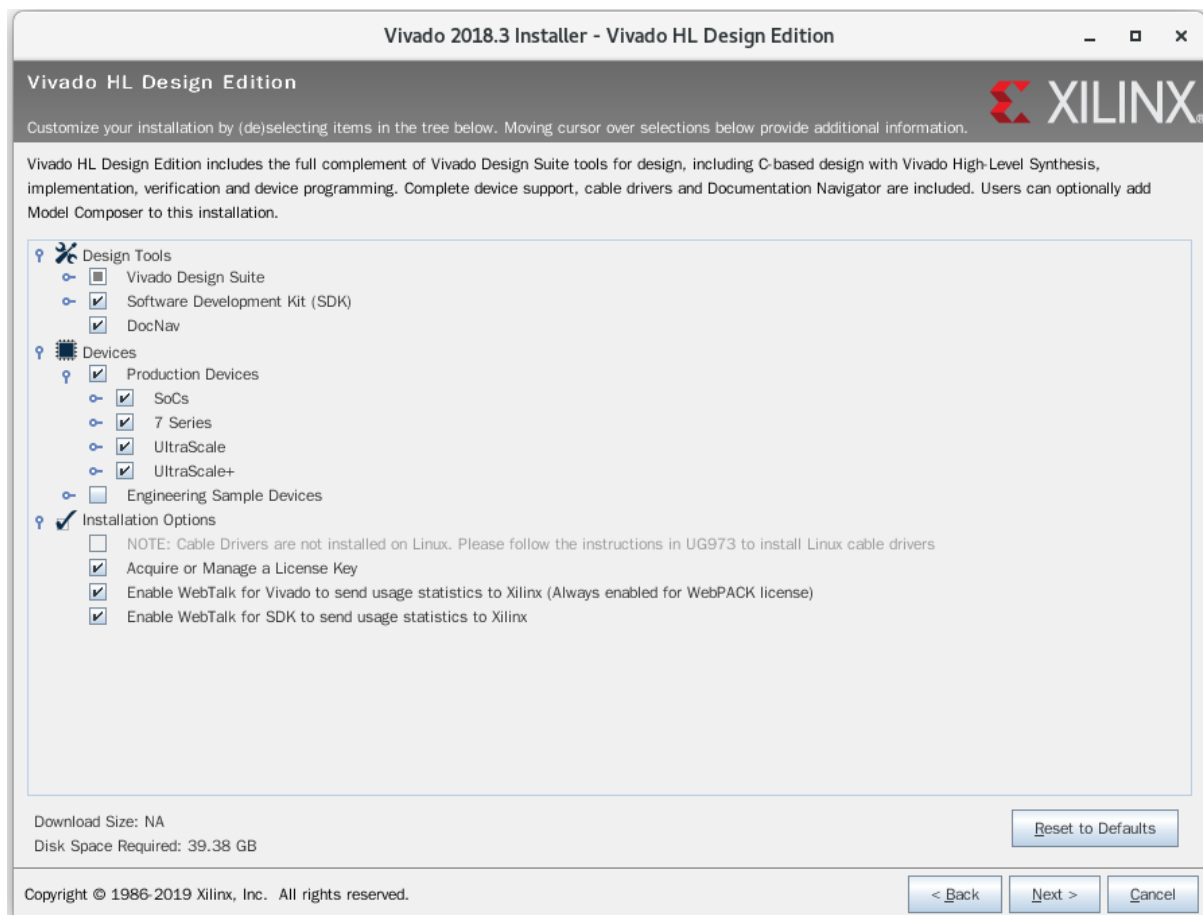 Vivado 2018.3 Installer - Vivado HL Design Edition
Vivado HL Design Edition
XILINX®
Customize your installation by (de)selecting items in the tree below. Moving cursor over selections below provide additional information.
Vivado HL Design Edition includes the full complement of Vivado Design Suite tools for design, including C-based design with Vivado High-Level Synthesis,
implementation, verification and device programming. Complete device support, cable drivers and Documentation Navigator are included. Users can optionally add
Model Composer to this installation.
Design Tools
Vivado Design Suite
Software Development Kit (SDK)
DocNav
Devices
Production Devices
SoCs
7 Series
UltraScale
UltraScale+
Engineering Sample Devices
Installation Options
NOTE: Cable Drivers are not installed on Linux. Please follow the instructions in UG973 to install Linux cable drivers
Acquire or Manage a License Key
Enable WebTalk for Vivado to send usage statistics to Xilinx (Always enabled for WebPACK license)
Enable WebTalk for SDK to send usage statistics to Xilinx
Download Size: NA
Disk Space Required: 39.38 GB
Reset to Defaults
Copyright © 1986-2019 Xilinx, Inc. All rights reserved.
< Back
Next >
Cancel